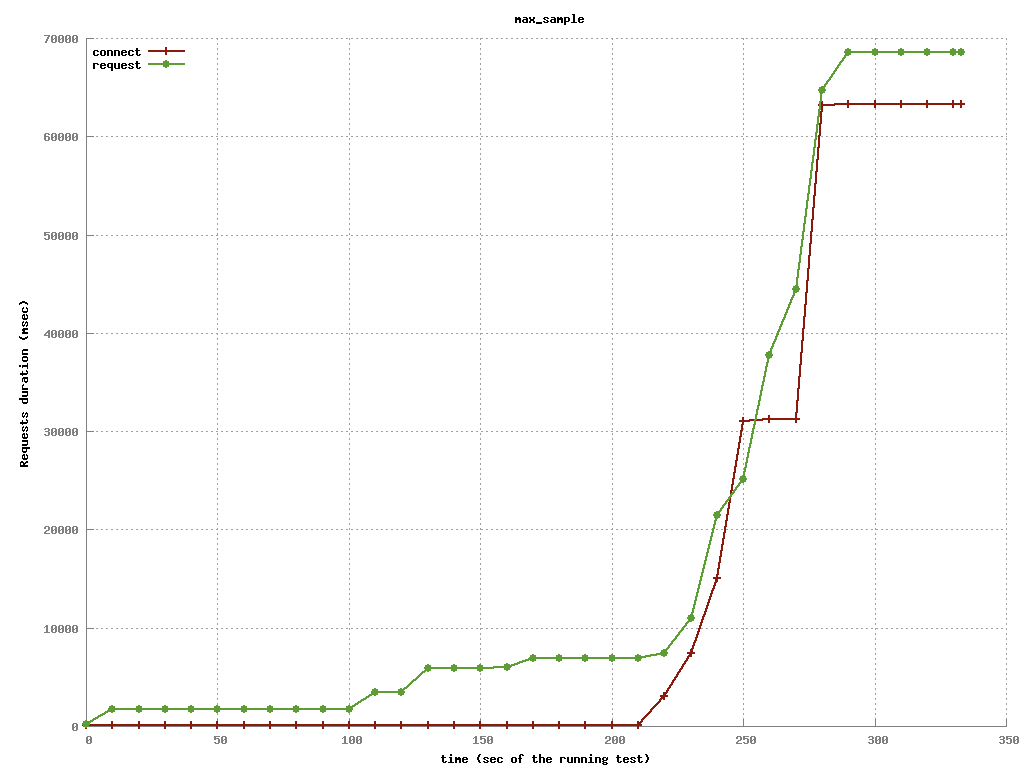 max_sample
70000
60000
50000
40000
30000
20000
10000
0
connect
request
Requests duration (msec)
0 50 100 150 200 250 300 350
time (sec of the running test)